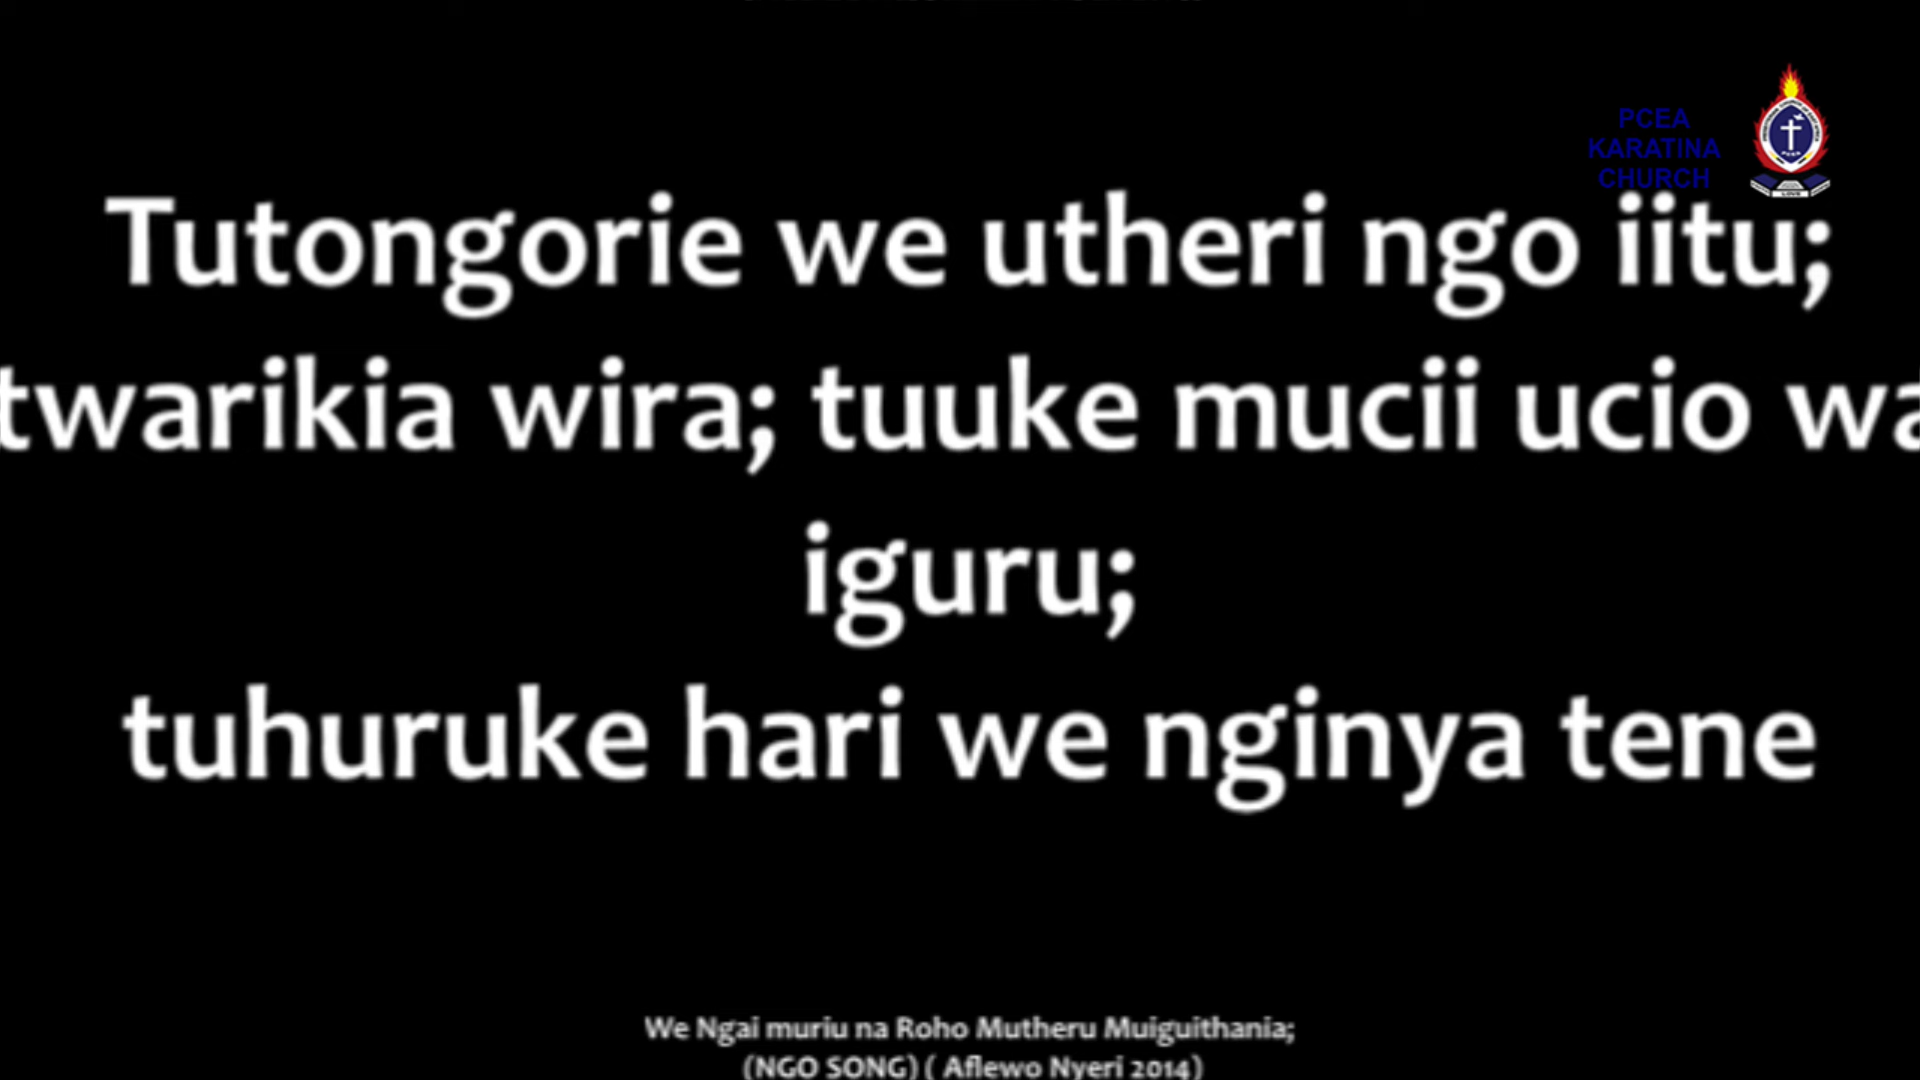 PCEA
KARATINA
CHURCH
Tutongorie we utheri ngo iitu;
twarikia wira; tuuke mucii ucio wa
iguru;
tuhuruke hari we nginya tene
We Ngai muriu na Roho Mutheru Muiguithania;
(NGO SONG) ( Aflewo Nyeri 2014)